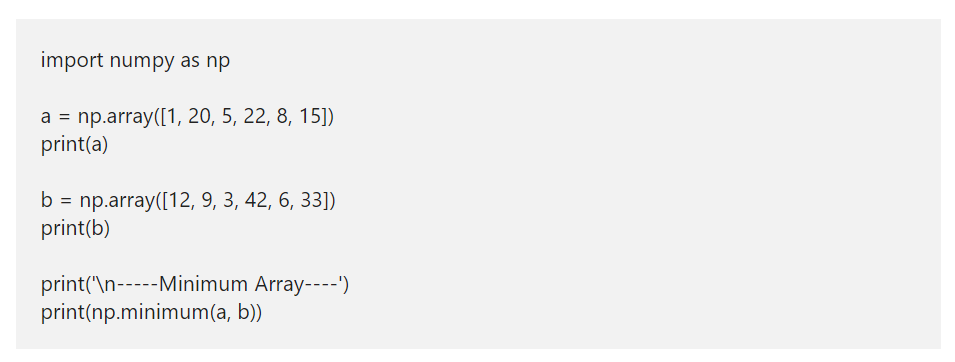 import numpy as np
a = np.array([1, 20, 5, 22, 8, 15])
print(a)
b = np.array([12, 9, 3, 42, 6, 33])
print(b)
print('\n-----Minimum Array----')
print(np.minimum(a, b))